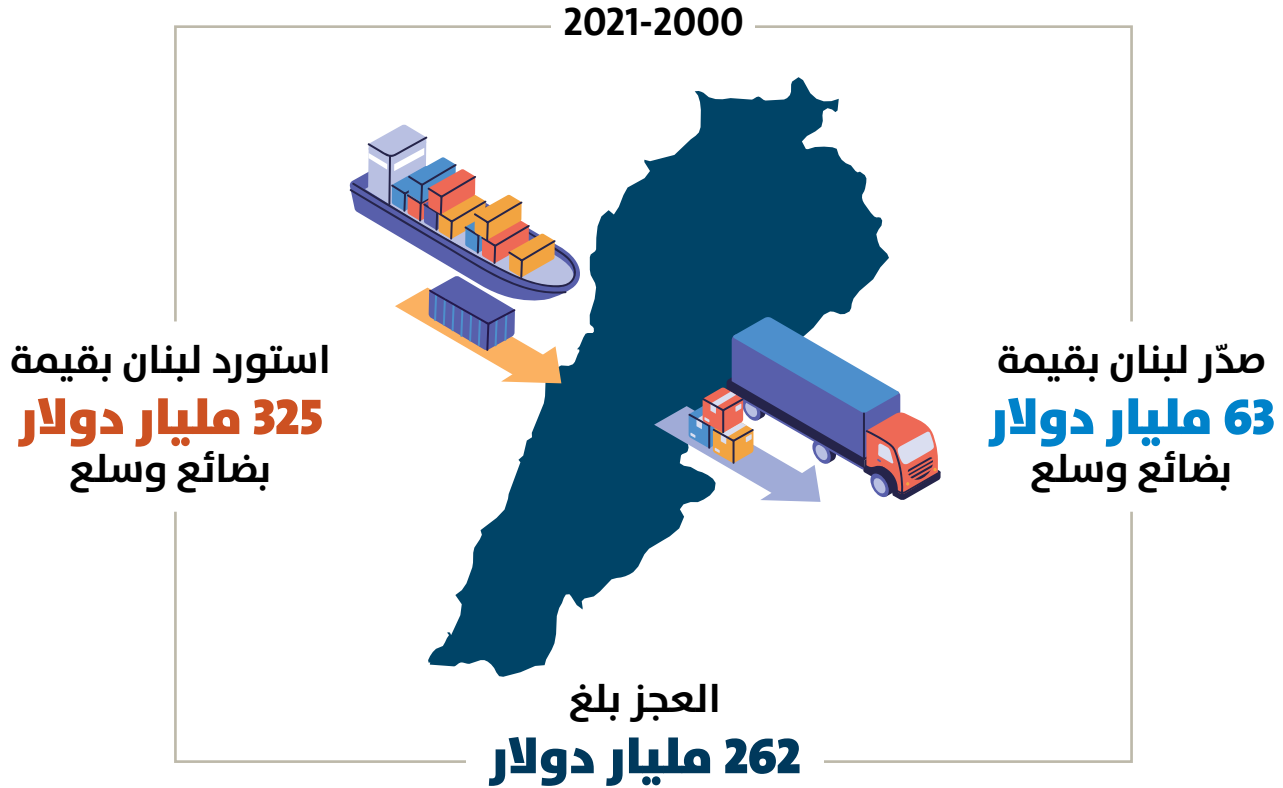 2021-2000
صدّر لبنان بقيمة
63 مليار دولار
بضائع وسلع
استورد لبنان بقيمة
325 مليار دولار
بضائع وسلع
العجز بلغ
262 مليار دولار